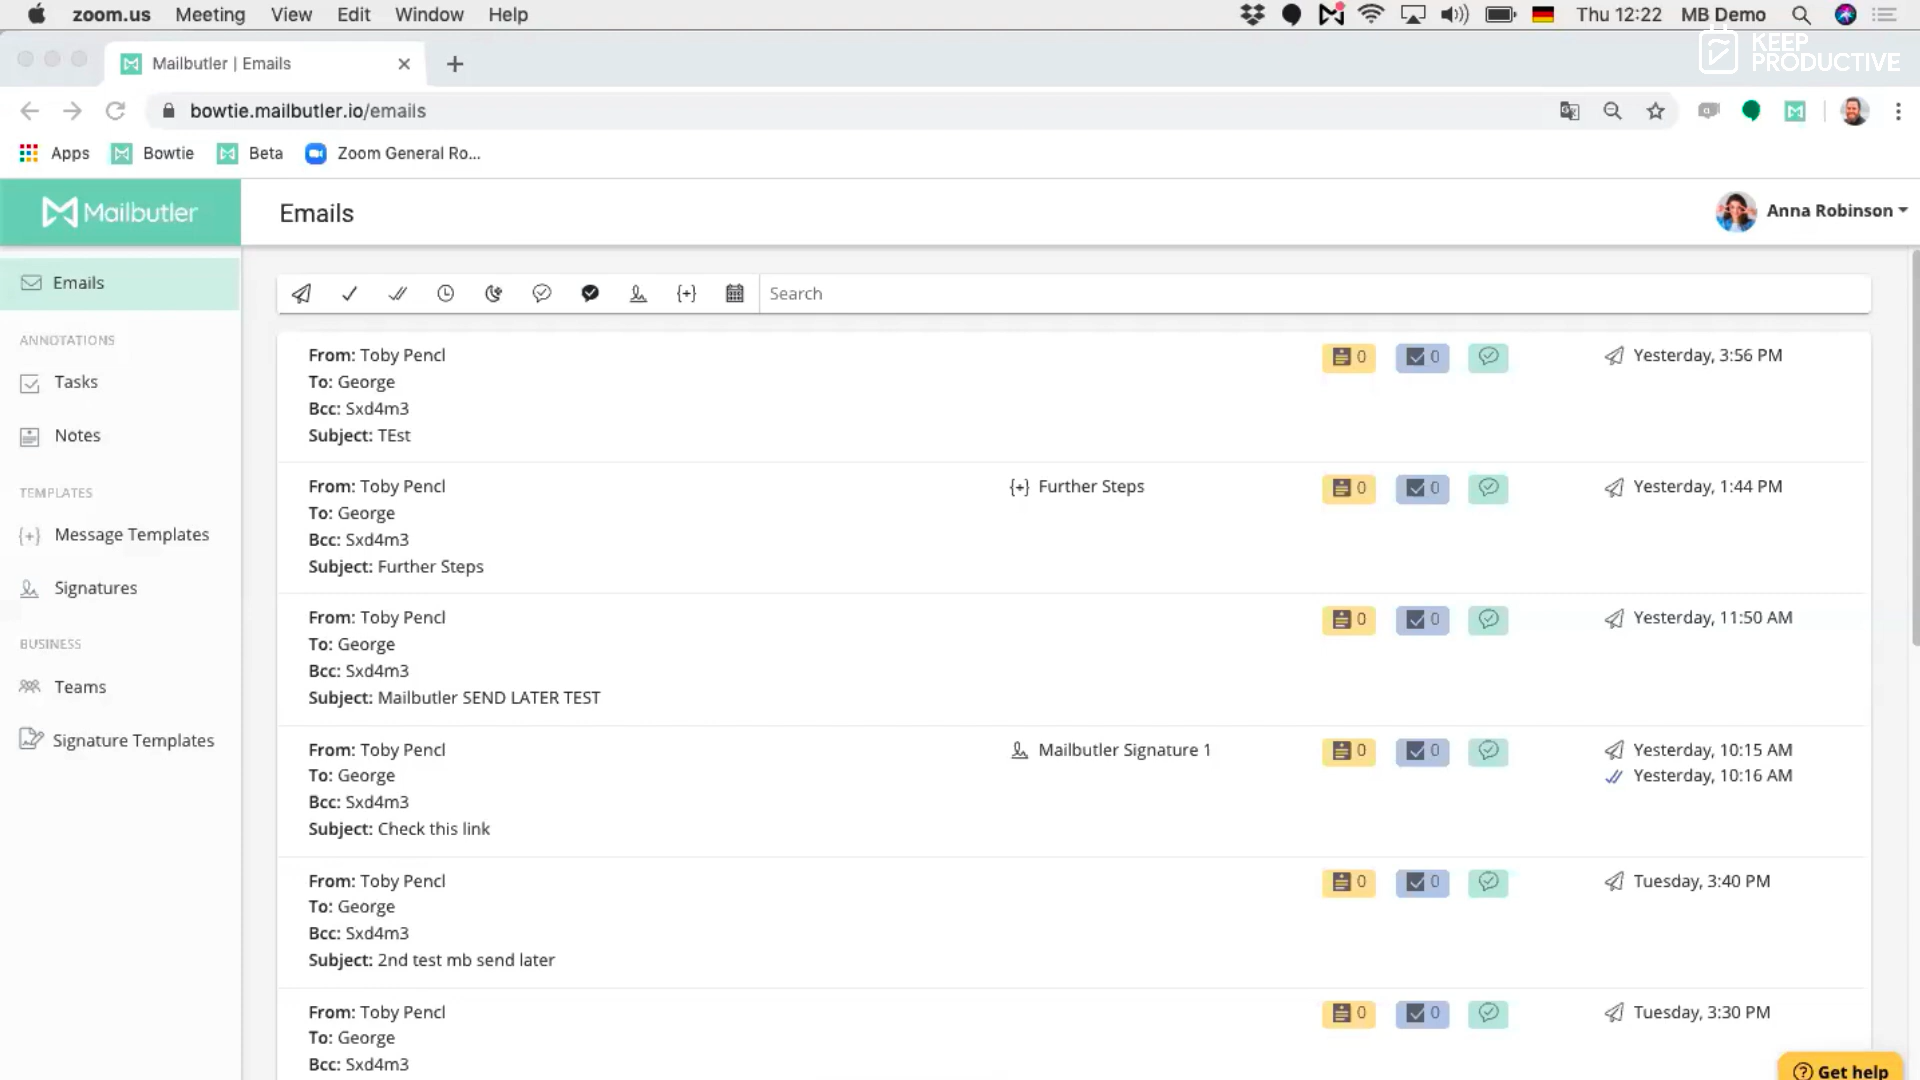 zoom.us Meeting View Edit Window Help Thu 12:22 MB Demo
KEEP
PRODUCTIVE
Mailbutler | Emails
bowtie.mailbutler.io/emails
Apps Bowtie Beta Zoom General Ro...
Mailbutler
Emails
Anna Robinson
Emails
ANNOTATIONS
Tasks
Notes
TEMPLATES
Message Templates
Signatures
BUSINESS
Teams
Signature Templates
Search
From: Toby Pencl 0 0 Yesterday, 3:56 PM
To: George
Bcc: Sxd4m3
Subject: TEst
From: Toby Pencl {+} Further Steps 0 0 Yesterday, 1:44 PM
To: George
Bcc: Sxd4m3
Subject: Further Steps
From: Toby Pencl 0 0 Yesterday, 11:50 AM
To: George
Bcc: Sxd4m3
Subject: Mailbutler SEND LATER TEST
From: Toby Pencl Mailbutler Signature 1 0 0 Yesterday, 10:15 AM
To: George Yesterday, 10:16 AM
Bcc: Sxd4m3
Subject: Check this link
From: Toby Pencl 0 0 Tuesday, 3:40 PM
To: George
Bcc: Sxd4m3
Subject: 2nd test mb send later
From: Toby Pencl 0 0 Tuesday, 3:30 PM
To: George
Bcc: Sxd4m3
Get help